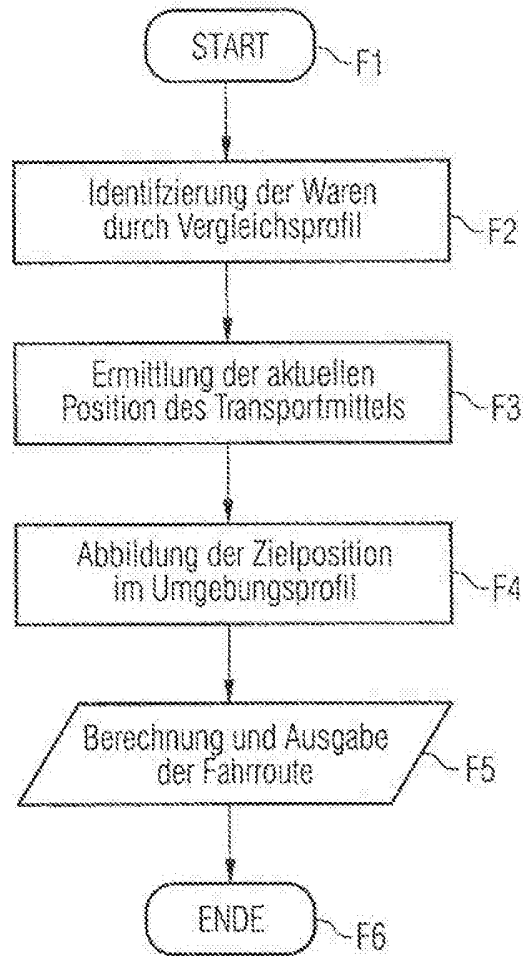 START
F1
Identifzierung der Waren
durch Vergleichsprofil
F2
Ermittlung der aktuellen
Position des Transportmittels
F3
Abbildung der Zielposition
im Umgebungsprofil
F4
Berechnung und Ausgabe
der Fahrroute
F5
ENDE
F6